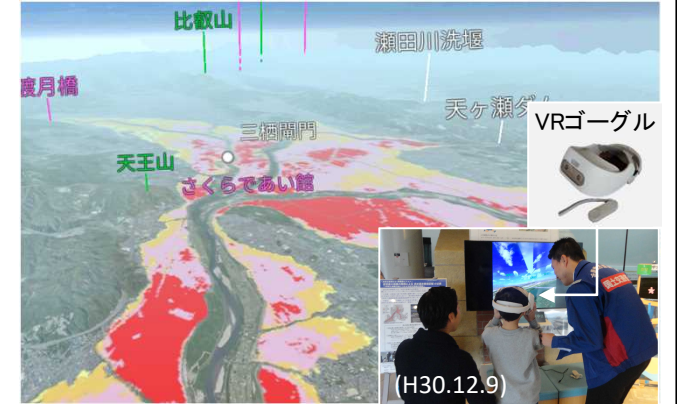 比叡山
瀬田川洗堰
渡月橋
天ヶ瀬ダム
VRゴーグル
三栖閘門
天王山
さくらであい館
(H30.12.9)